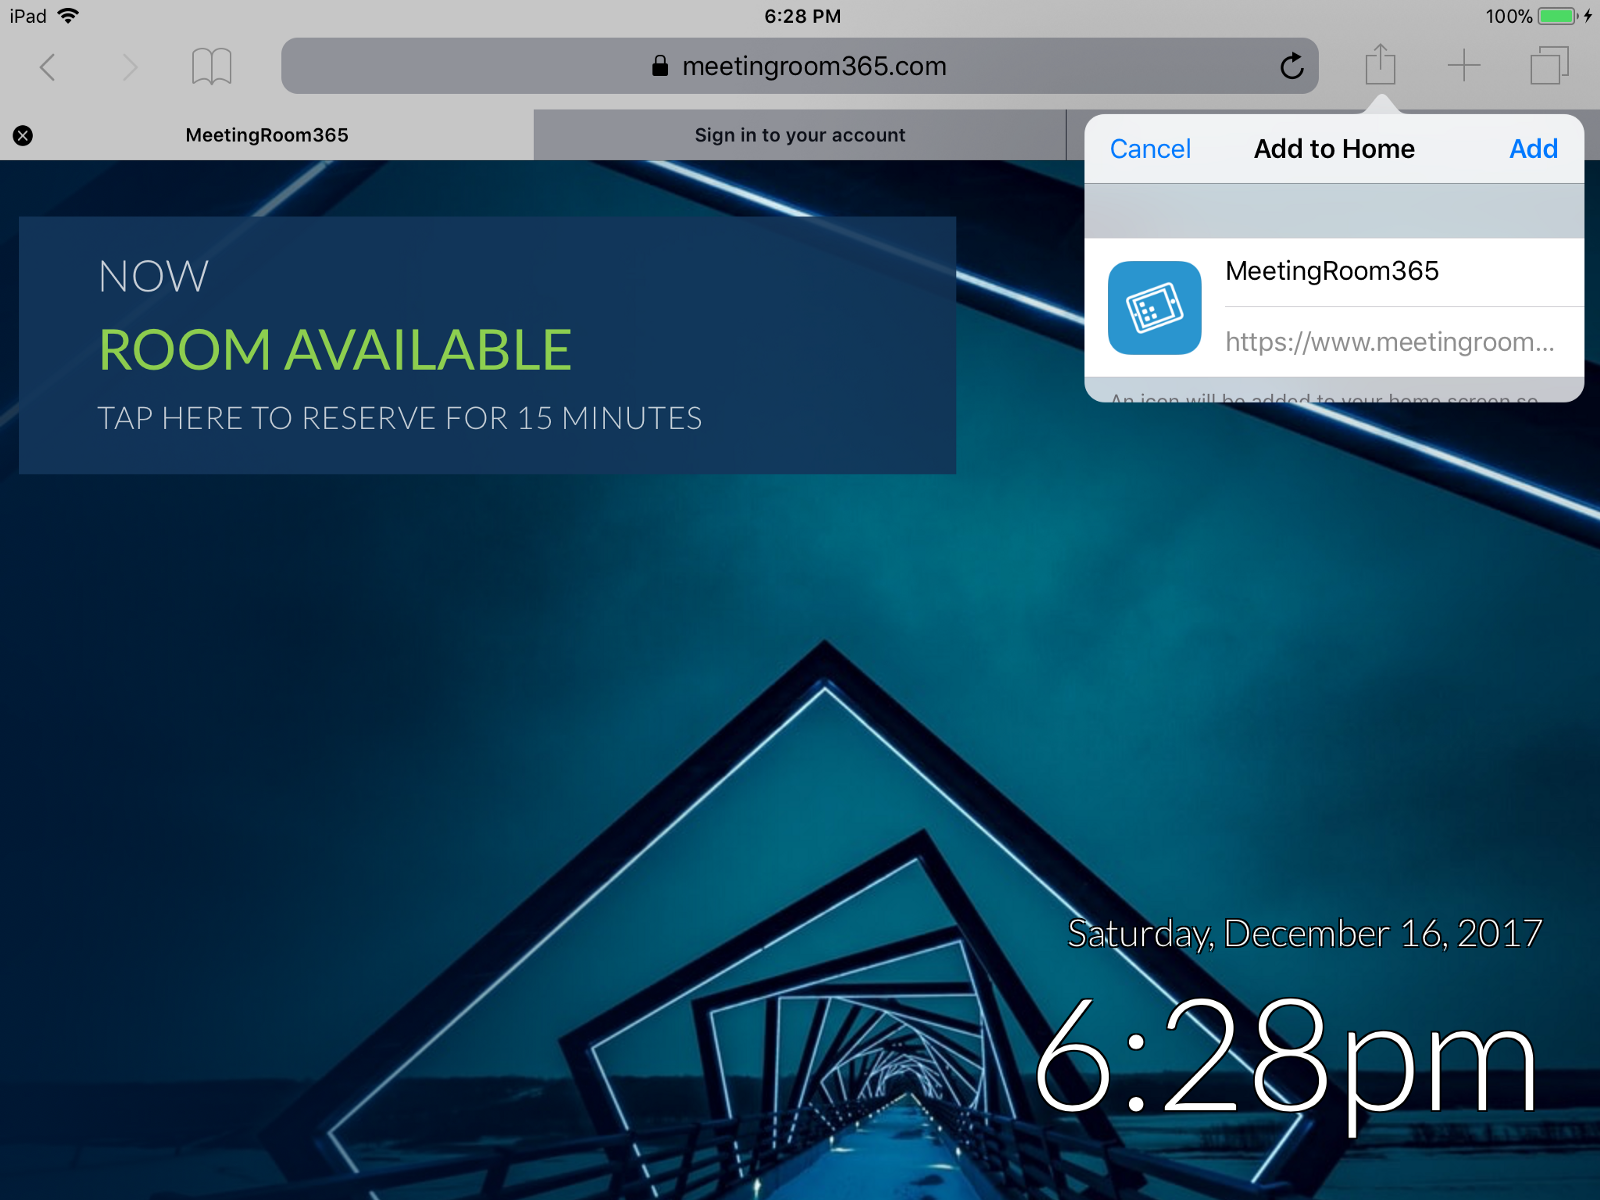 iPad
6:28 PM
100%
meetingroom365.com
MeetingRoom365
Sign in to your account
Cancel
Add to Home
Add
MeetingRoom365
https://www.meetingroom...
An icon will be added to your home screen so
NOW
ROOM AVAILABLE
TAP HERE TO RESERVE FOR 15 MINUTES
Saturday, December 16, 2017
6:28pm